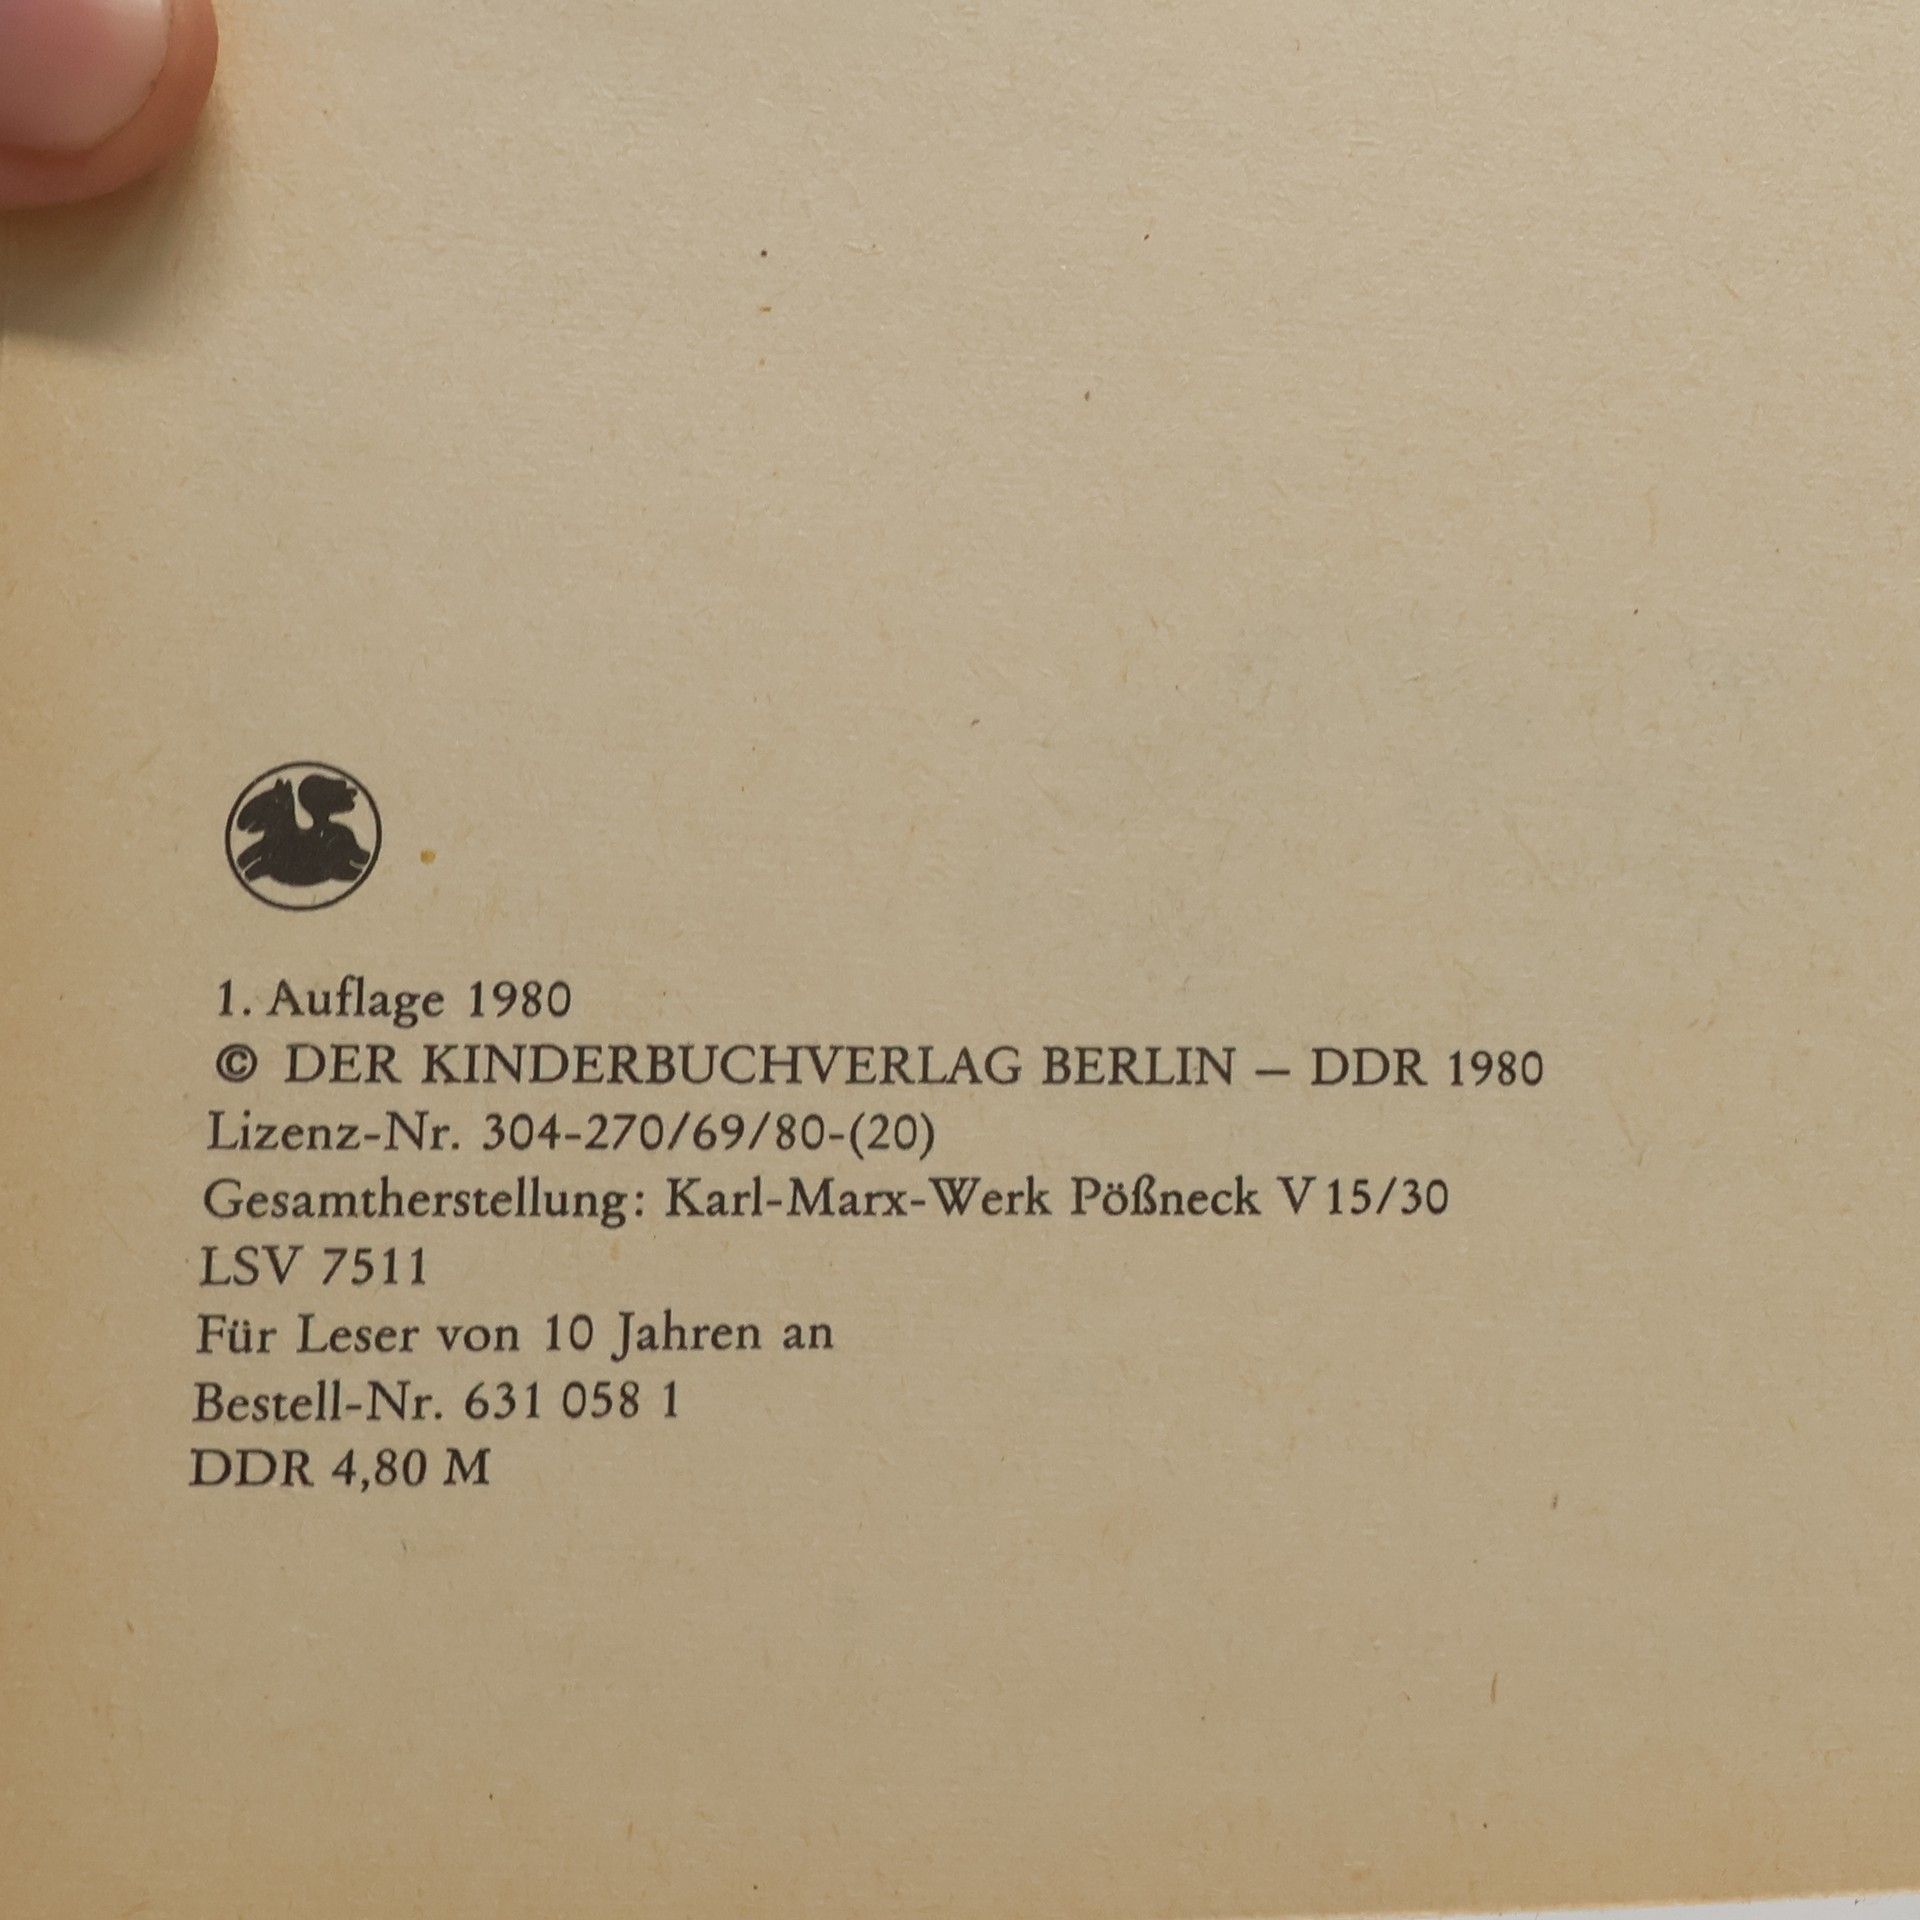 1. Auflage 1980
© DER KINDERBUCHVERLAG BERLIN – DDR 1980
Lizenz-Nr. 304-270/69/80-(20)
Gesamtherstellung: Karl-Marx-Werk Pößneck V 15/30
LSV 7511
Für Leser von 10 Jahren an
Bestell-Nr. 631 058 1
DDR 4,80 M